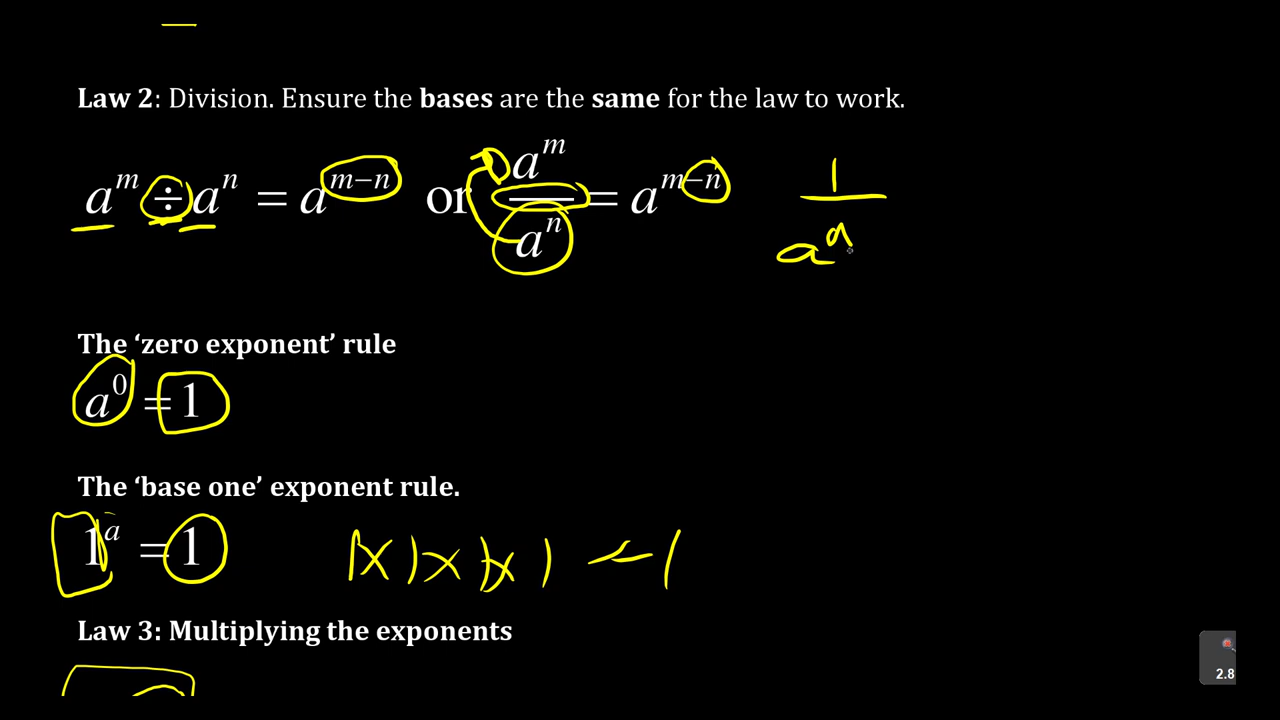 Law 2: Division. Ensure the bases are the same for the law to work.
a^m ÷ a^n = a^(m−n) or a^m/a^n = a^(m−n) 1/a^a
The ‘zero exponent’ rule
a^0 = 1
The ‘base one’ exponent rule.
1^a = 1 1×1×1×1 = 1
Law 3: Multiplying the exponents
2.8